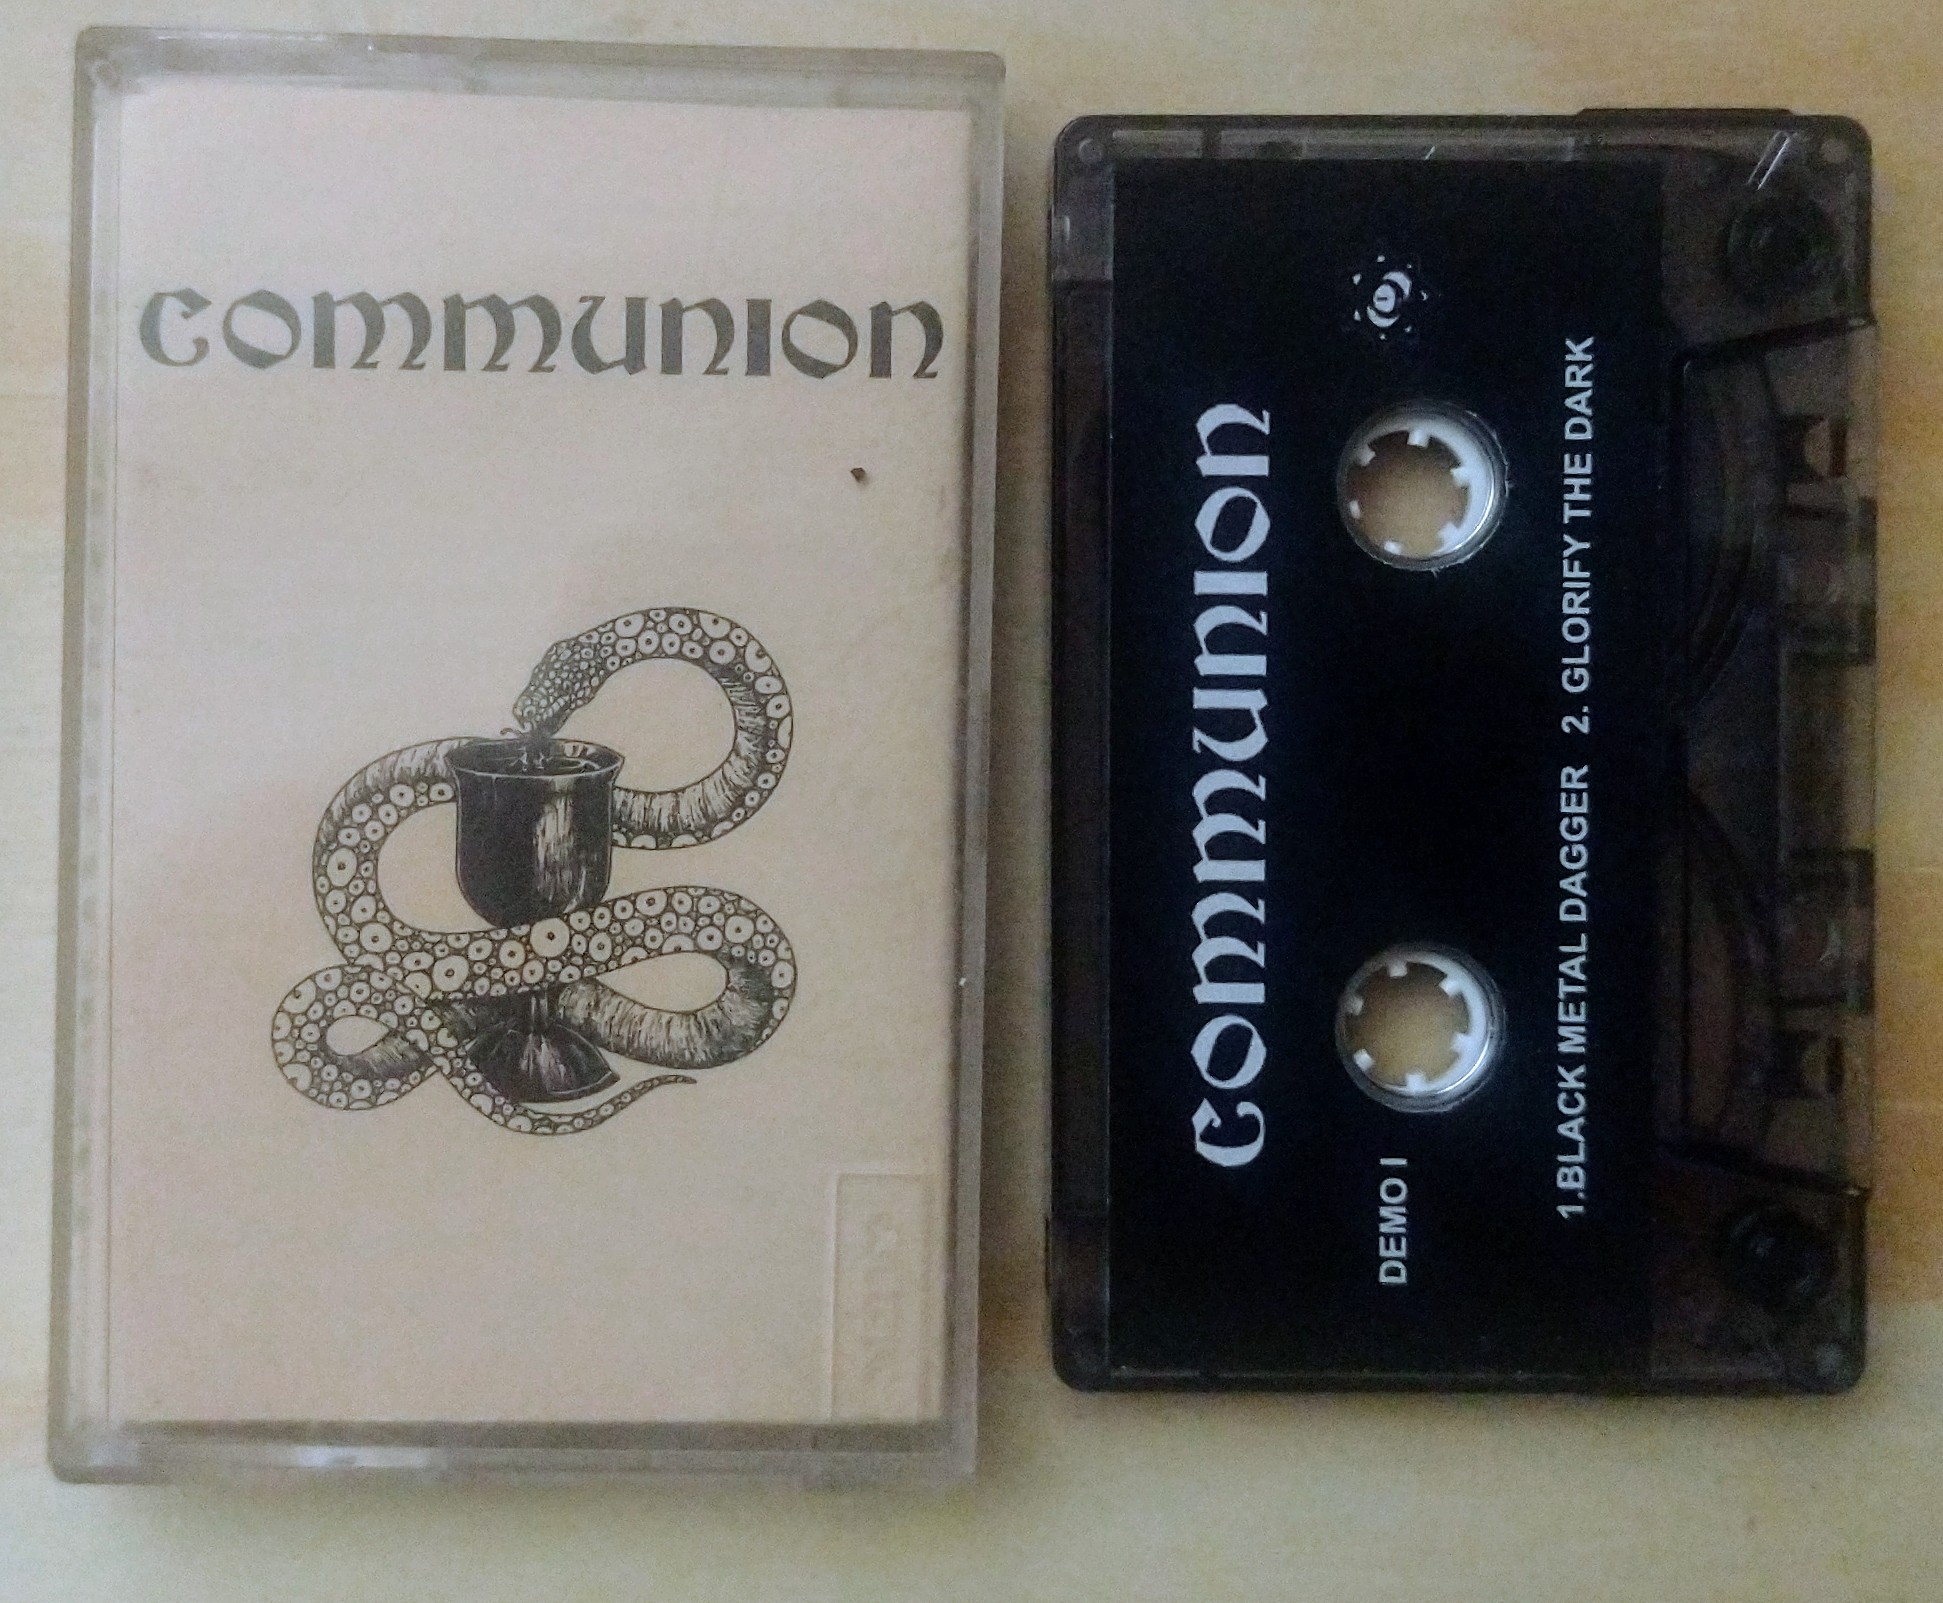 communion
communion
DEMO I
1.BLACK METAL DAGGER 2. GLORIFY THE DARK